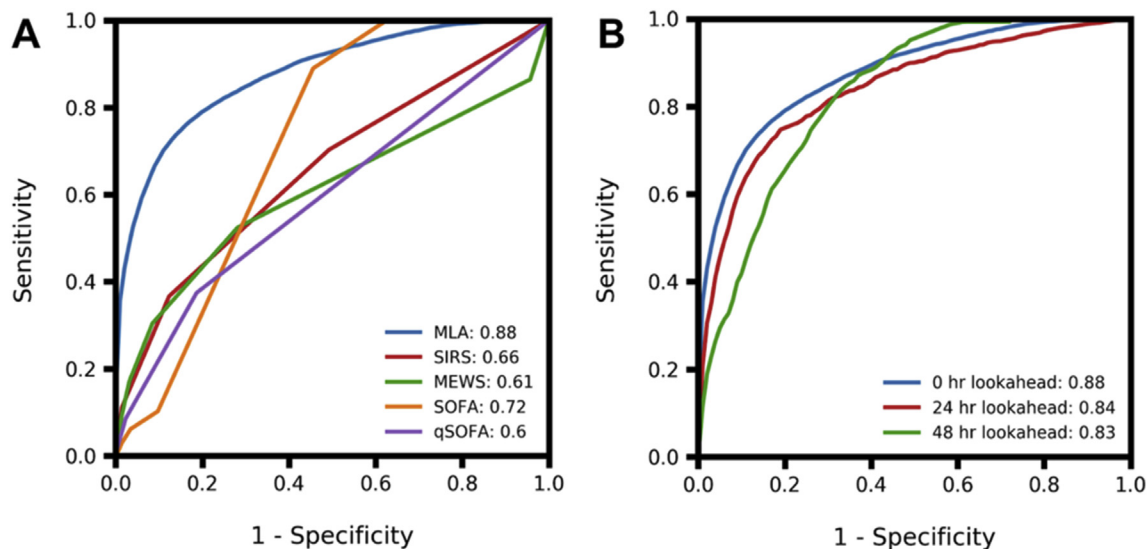 A
Sensitivity
1.0
0.8
0.6
0.4
0.2
0.0
0.0 0.2 0.4 0.6 0.8 1.0
1 - Specificity
MLA: 0.88
SIRS: 0.66
MEWS: 0.61
SOFA: 0.72
qSOFA: 0.6
B
Sensitivity
1.0
0.8
0.6
0.4
0.2
0.0
0.0 0.2 0.4 0.6 0.8 1.0
1 - Specificity
0 hr lookahead: 0.88
24 hr lookahead: 0.84
48 hr lookahead: 0.83